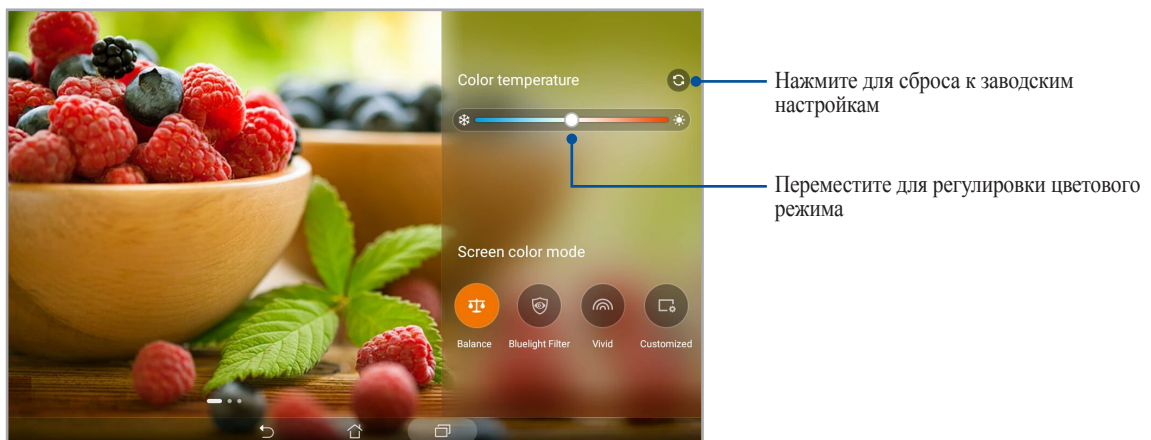 Color temperature
Нажмите для сброса к заводским
настройкам
Переместите для регулировки цветового
режима
Screen color mode
Balance
Bluelight Filter
Vivid
Customized